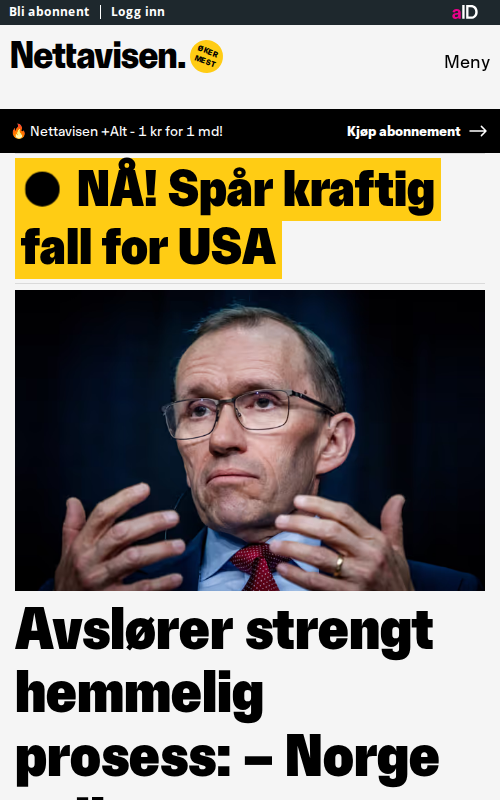 Bli abonnent | Logg inn
aID
Nettavisen.
ØKER
MEST
Meny
🔥 Nettavisen +Alt - 1 kr for 1 md!
Kjøp abonnement →
NÅ! Spår kraftig
fall for USA
Avslører strengt
hemmelig
prosess: – Norge